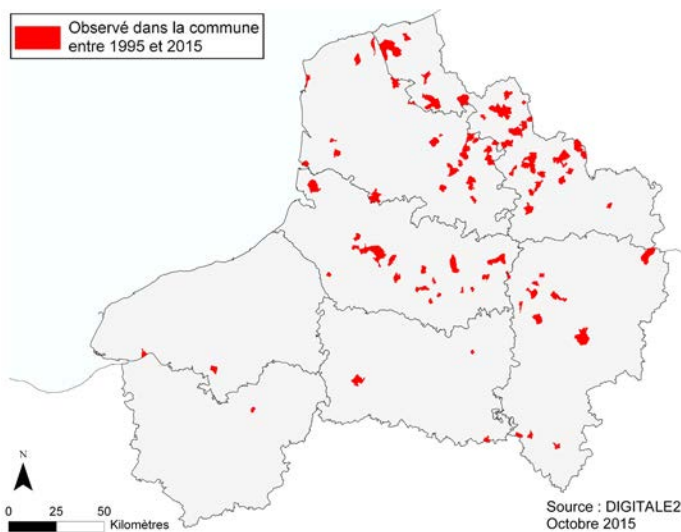 Observé dans la commune
entre 1995 et 2015
N
0 25 50 Kilomètres
Source : DIGITALE2
Octobre 2015